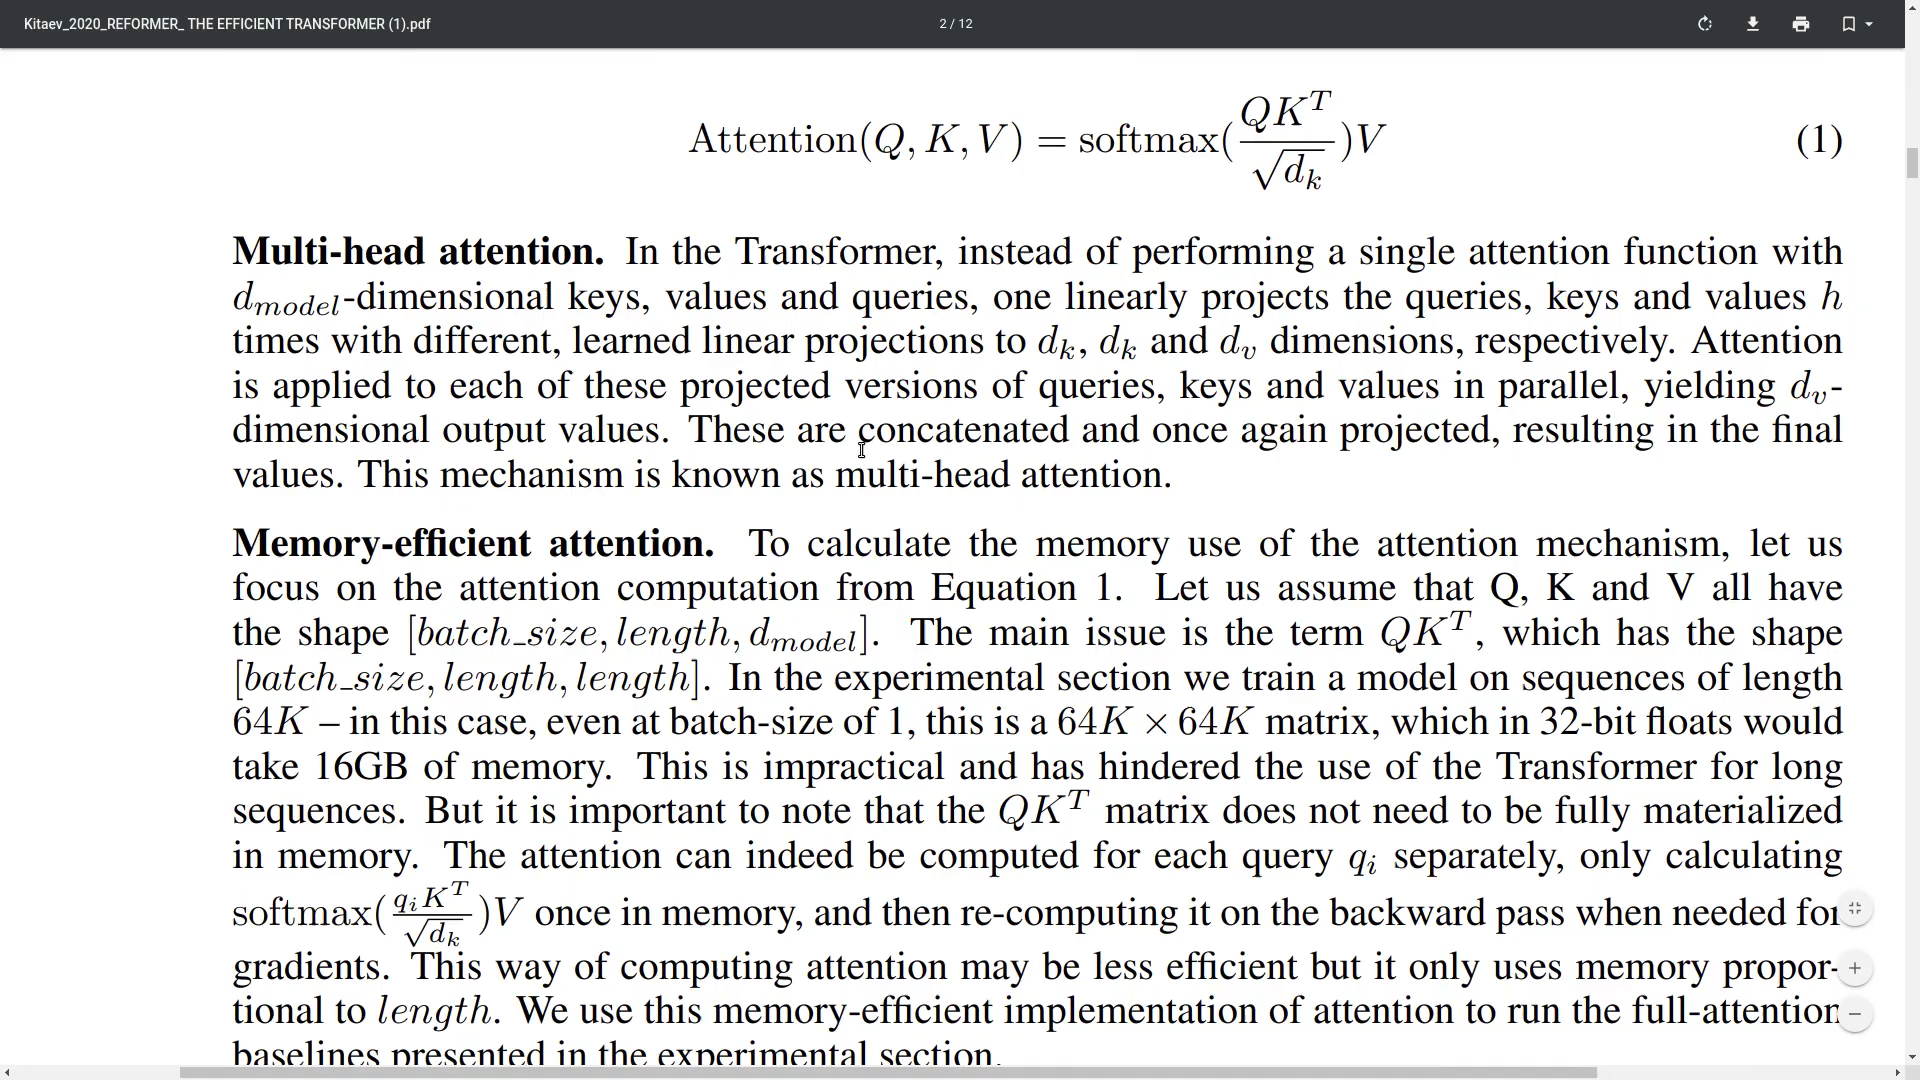 Kitaev_2020_REFORMER_ THE EFFICIENT TRANSFORMER (1).pdf
2 / 12
Attention(Q, K, V) = softmax(QK^T/√d_k)V (1)
Multi-head attention. In the Transformer, instead of performing a single attention function with
d_model-dimensional keys, values and queries, one linearly projects the queries, keys and values h
times with different, learned linear projections to d_k, d_k and d_v dimensions, respectively. Attention
is applied to each of these projected versions of queries, keys and values in parallel, yielding d_v-
dimensional output values. These are concatenated and once again projected, resulting in the final
values. This mechanism is known as multi-head attention.
Memory-efficient attention. To calculate the memory use of the attention mechanism, let us
focus on the attention computation from Equation 1. Let us assume that Q, K and V all have
the shape [batch_size, length, d_model]. The main issue is the term QK^T, which has the shape
[batch_size, length, length]. In the experimental section we train a model on sequences of length
64K – in this case, even at batch-size of 1, this is a 64K × 64K matrix, which in 32-bit floats would
take 16GB of memory. This is impractical and has hindered the use of the Transformer for long
sequences. But it is important to note that the QK^T matrix does not need to be fully materialized
in memory. The attention can indeed be computed for each query q_i separately, only calculating
softmax(q_iK^T/√d_k)V once in memory, and then re-computing it on the backward pass when needed for
gradients. This way of computing attention may be less efficient but it only uses memory propor-
tional to length. We use this memory-efficient implementation of attention to run the full-attention
baselines presented in the experimental section.